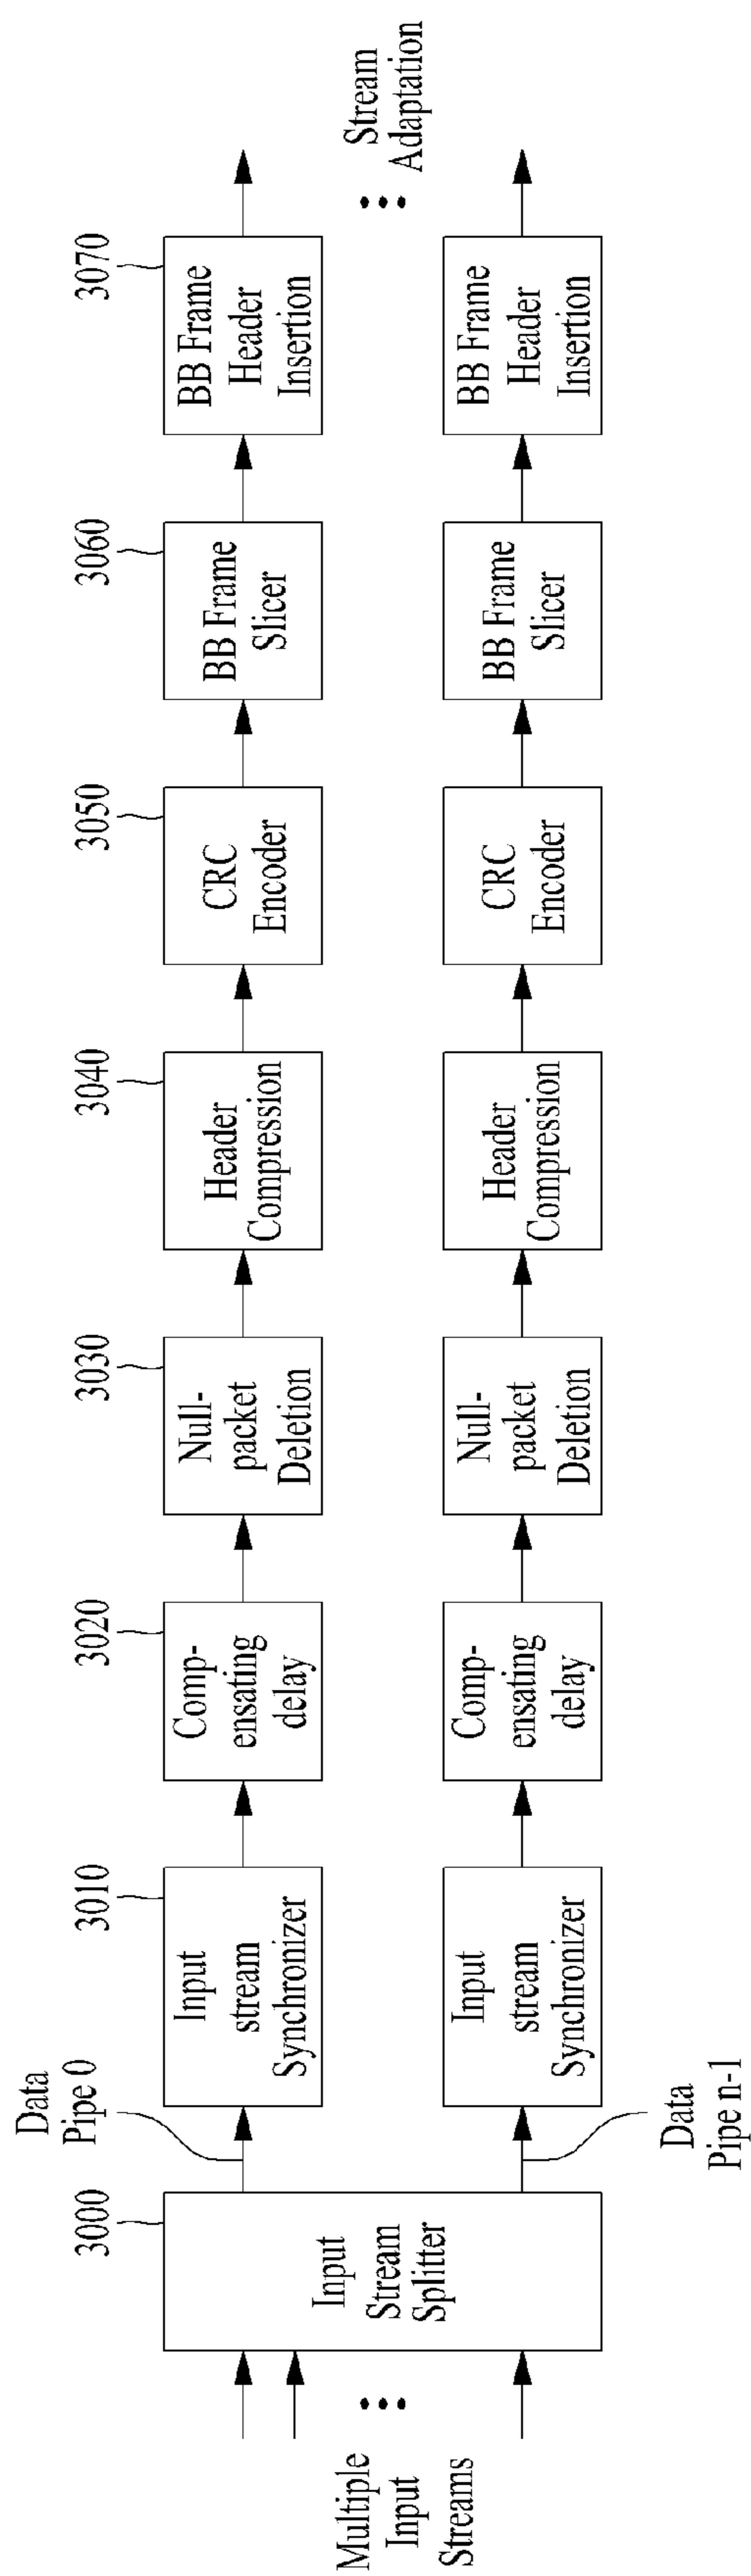 Multiple
Input
Streams
3000
Input
Stream
Splitter
Data
Pipe 0
3010
Input
stream
Synchronizer
3020
Comp-
ensating
delay
3030
Null-
packet
Deletion
3040
Header
Compression
3050
CRC
Encoder
3060
BB Frame
Slicer
3070
BB Frame
Header
Insertion
Data
Pipe n-1
Input
stream
Synchronizer
Comp-
ensating
delay
Null-
packet
Deletion
Header
Compression
CRC
Encoder
BB Frame
Slicer
BB Frame
Header
Insertion
Stream
Adaptation